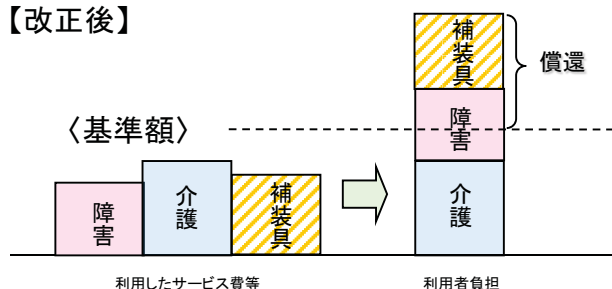 【改正後】
〈基準額〉
障害
介護
補装具
補装具
障害
介護
償還
利用したサービス費等
利用者負担